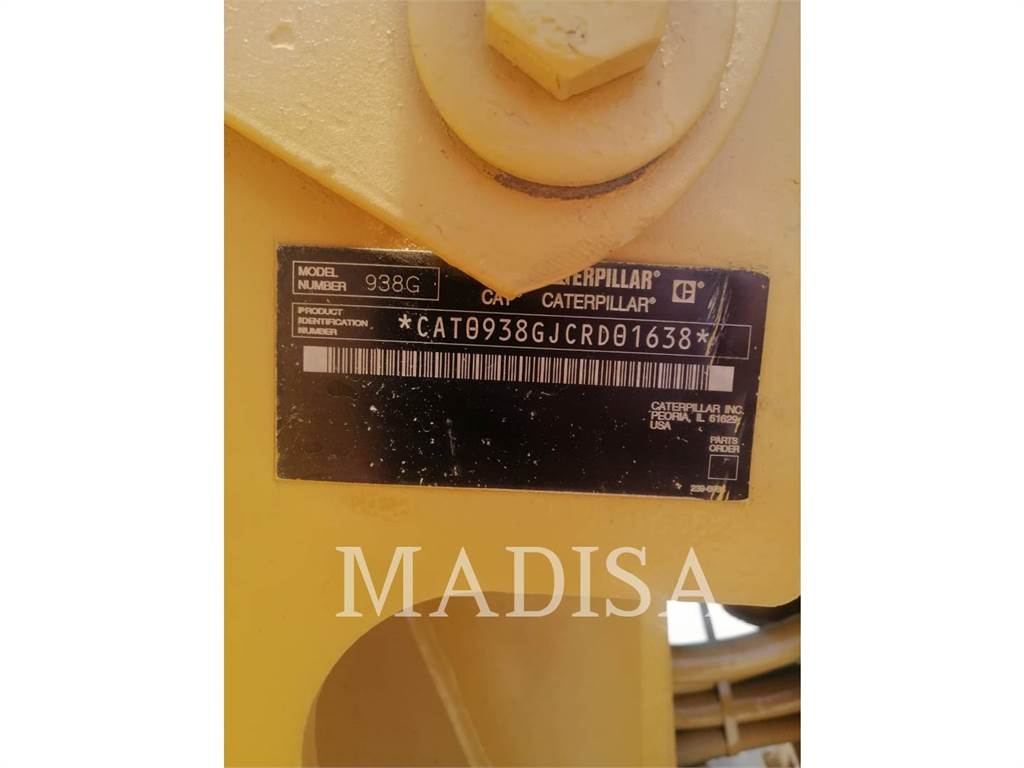 MODEL NUMBER 938G
CATERPILLAR®
CAT® CATERPILLAR®
PRODUCT
IDENTIFICATION
NUMBER
*CAT0938GJCRD01638*
CATERPILLAR INC.
PEORIA, IL 61629
USA
PARTS
ORDER
MADISA